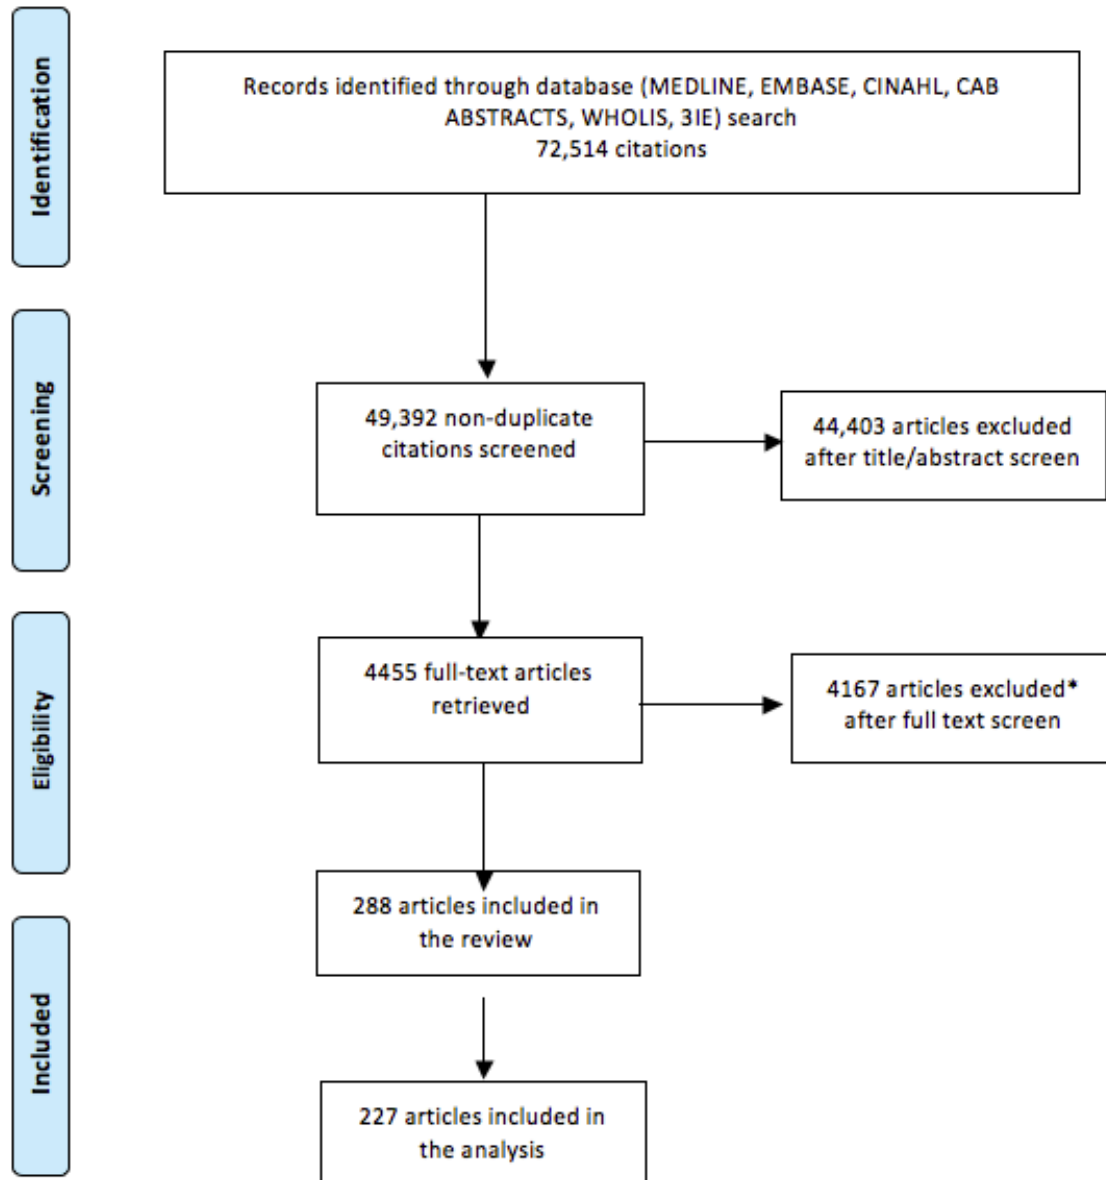 Identification
Records identified through database (MEDLINE, EMBASE, CINAHL, CAB
ABSTRACTS, WHOLIS, 3IE) search
72,514 citations
Screening
49,392 non-duplicate
citations screened
44,403 articles excluded
after title/abstract screen
Eligibility
4455 full-text articles
retrieved
4167 articles excluded*
after full text screen
288 articles included in
the review
Included
227 articles included in
the analysis